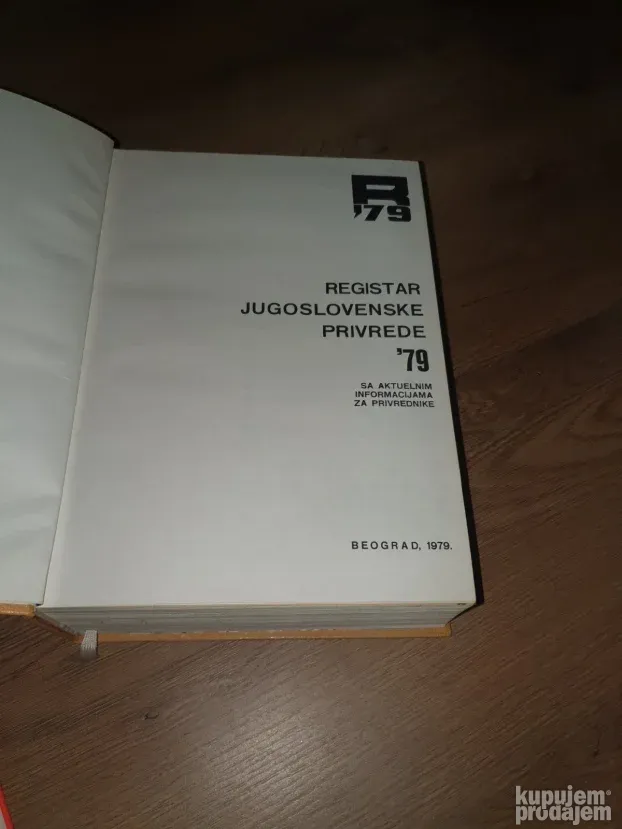 R
'79
REGISTAR
JUGOSLOVENSKE
PRIVREDE
'79
SA AKTUELNIM
INFORMACIJAMA
ZA PRIVREDNIKE
BEOGRAD, 1979.
kupujem
prodajem